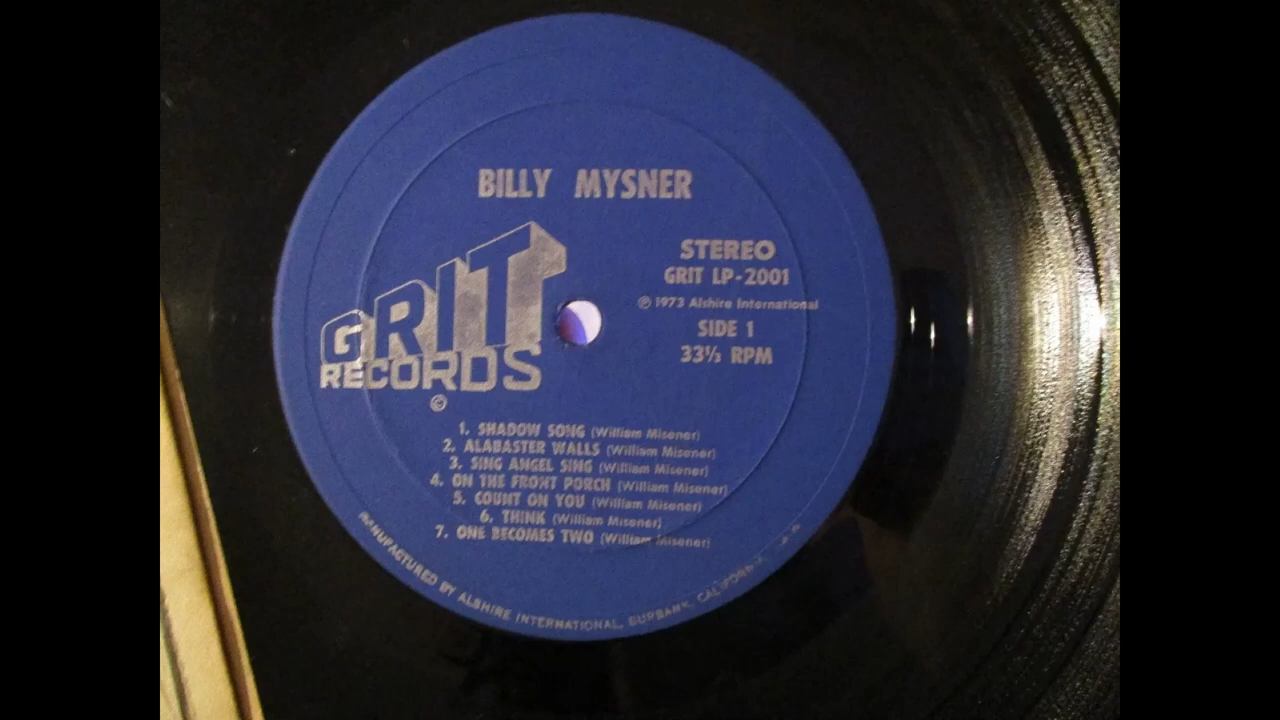 BILLY MYSNER
STEREO
GRIT LP-2001
℗ 1973 Alshire International
SIDE 1
33⅓ RPM
GRIT
RECORDS
©
1. SHADOW SONG (William Misener)
2. ALABASTER WALLS (William Misener)
3. SING ANGEL SING (William Misener)
4. ON THE FRONT PORCH (William Misener)
5. COUNT ON YOU (William Misener)
6. THINK (William Misener)
7. ONE BECOMES TWO (William Misener)
MANUFACTURED BY ALSHIRE INTERNATIONAL, BURBANK, CALIFORNIA